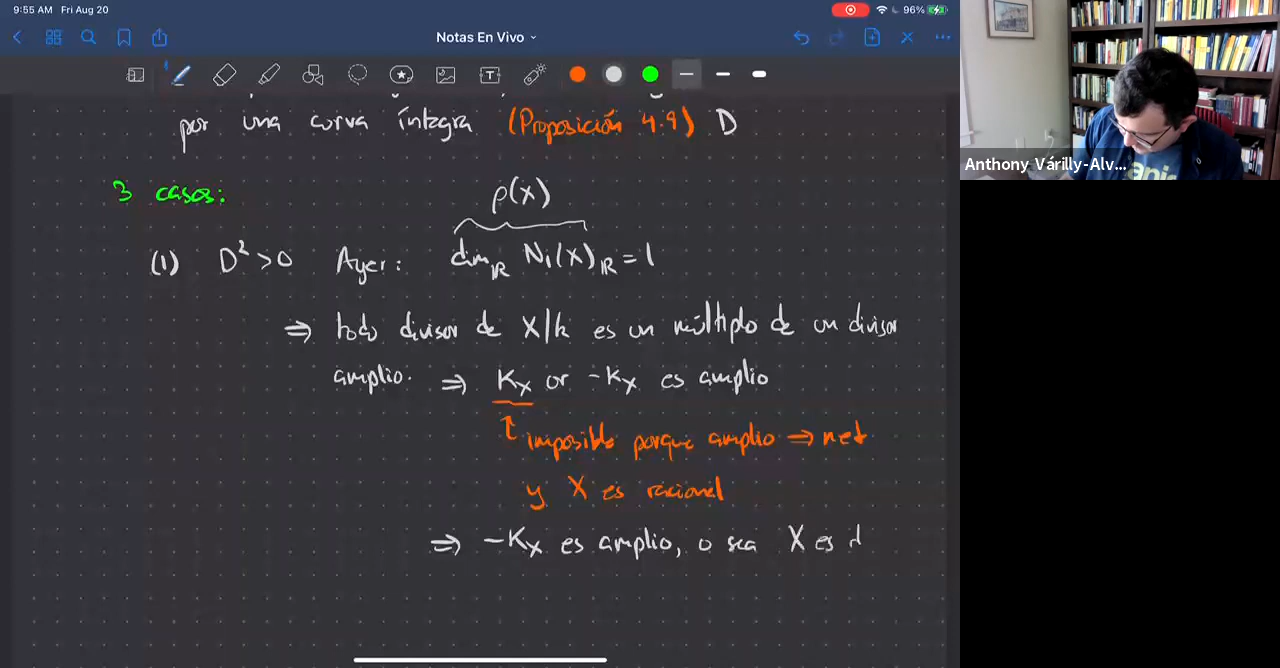 9:55 AM Fri Aug 20
96%
Notas En Vivo
por una curva íntegra (Proposición 4.9) D
3 casos:
ρ(X)
(1) D² > 0 Ayer: dim_ℝ N₁(X)_ℝ = 1
⇒ todo divisor de X/k es un múltiplo de un divisor
amplio. ⇒ K_X or -K_X es amplio
↑ imposible porque amplio ⇒ nef
y X es racional
⇒ -K_X es amplio, o sea X es d
Anthony Várilly-Alv...